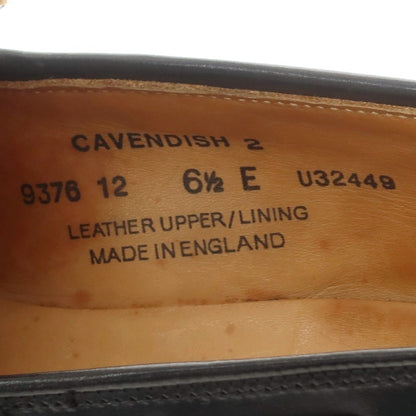 CAVENDISH 2
9376 12 6½ E U32449
LEATHER UPPER/LINING
MADE IN ENGLAND